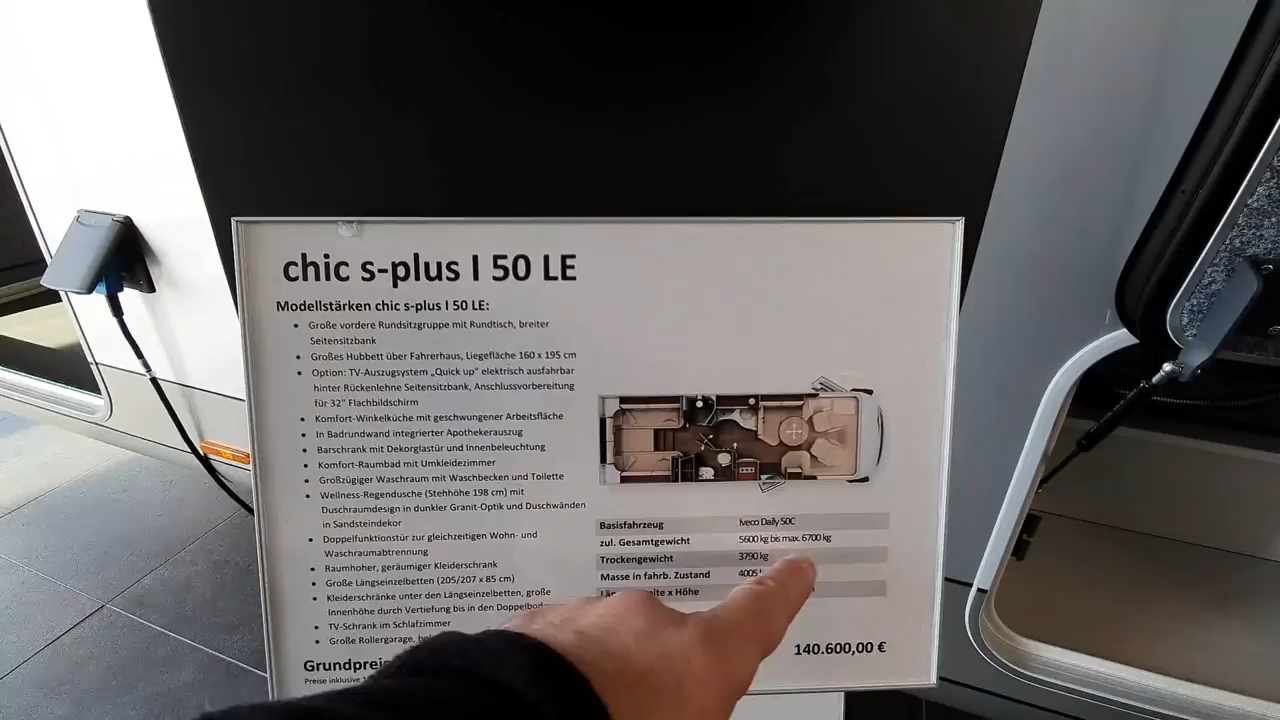 chic s-plus I 50 LE
Modellstärken chic s-plus I 50 LE:
• Große vordere Rundsitzgruppe mit Rundtisch, breiter
Seitensitzbank
• Großes Hubbett über Fahrerhaus, Liegefläche 160 x 195 cm
• Option: TV-Auszugsystem „Quick up“ elektrisch ausfahrbar
hinter Rückenlehne Seitensitzbank, Anschlussvorbereitung
für 32" Flachbildschirm
• Komfort-Winkelküche mit geschwungener Arbeitsfläche
• In Badrundwand integrierter Apothekerauszug
• Barschrank mit Dekorglastür und Innenbeleuchtung
• Komfort-Raumbad mit Umkleidezimmer
• Großzügiger Waschraum mit Waschbecken und Toilette
• Wellness-Regendusche (Stehhöhe 198 cm) mit
Duschraumdesign in dunkler Granit-Optik und Duschwänden
in Sandsteindekor
• Doppelfunktionstür zur gleichzeitigen Wohn- und
Waschraumabtrennung
• Raumhoher, geräumiger Kleiderschrank
• Große Längseinzelbetten (205/207 x 85 cm)
• Kleiderschränke unter den Längseinzelbetten, große
Innenhöhe durch Vertiefung bis in den
• TV-Schrank im Schlafzimmer
• Große Rollergarage,
Grundpreis
Preise inklusive
Basisfahrzeug Iveco Daily 50C
zul. Gesamtgewicht 5600 kg bis max. 6700 kg
Trockengewicht 3790 kg
Masse in fahrb. Zustand 4005
x Höhe
140.600,00 €